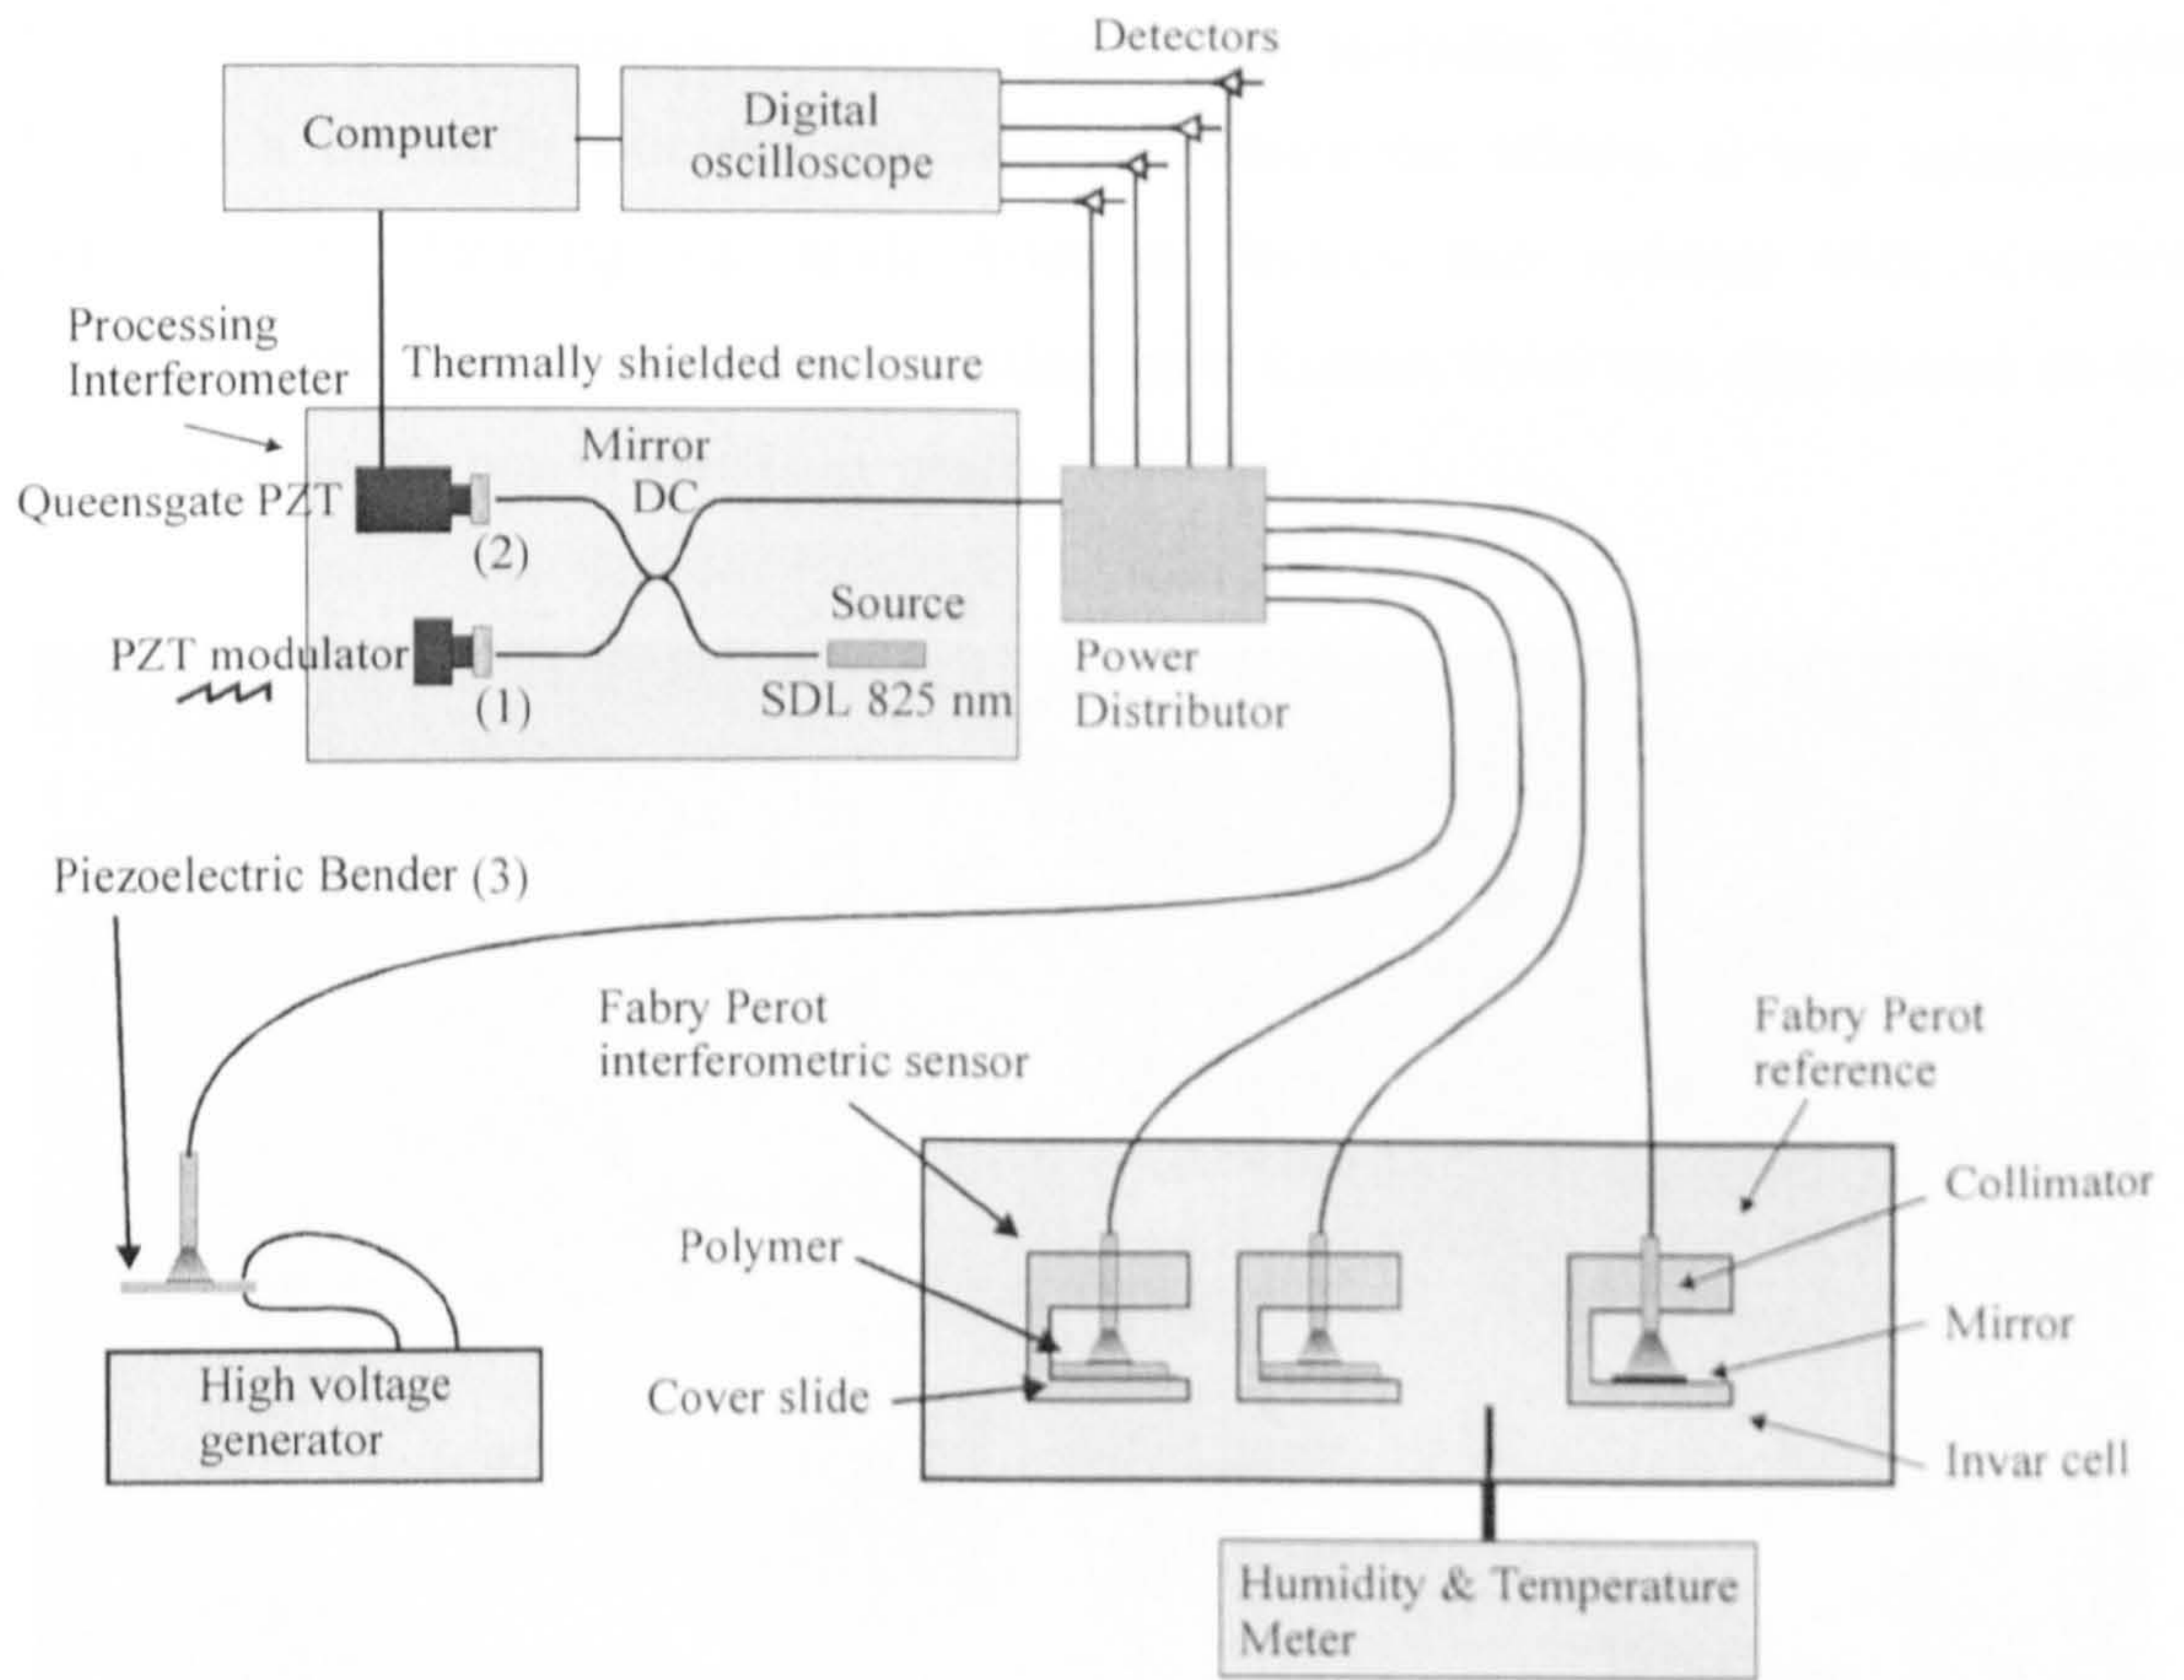 Detectors
Computer
Digital
oscilloscope
Processing
Interferometer
Thermally shielded enclosure
Mirror
DC
Queensgate PZT
(2)
Source
PZT modulator
(1)
SDL 825 nm
Power
Distributor
Piezoelectric Bender (3)
Fabry Perot
interferometric sensor
Fabry Perot
reference
Collimator
Polymer
Mirror
Cover slide
High voltage
generator
Invar cell
Humidity & Temperature
Meter